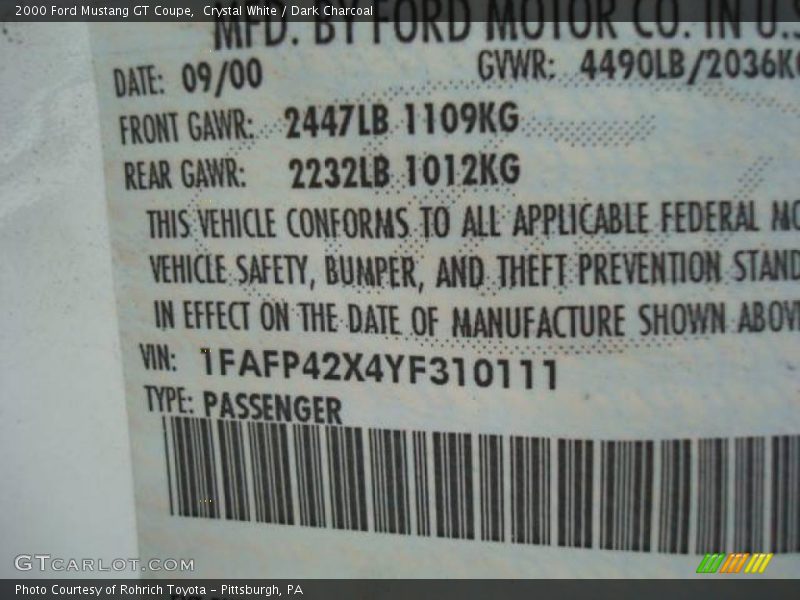 2000 Ford Mustang GT Coupe, Crystal White / Dark Charcoal
MFD. BY FORD MOTOR CO. IN U.S
DATE: 09/00 GVWR: 4490LB/2036KG
FRONT GAWR: 2447LB 1109KG
REAR GAWR: 2232LB 1012KG
THIS VEHICLE CONFORMS TO ALL APPLICABLE FEDERAL MO
VEHICLE SAFETY, BUMPER, AND THEFT PREVENTION STAND
IN EFFECT ON THE DATE OF MANUFACTURE SHOWN ABOV
VIN: 1FAFP42X4YF310111
TYPE: PASSENGER
GTCARLOT.COM
Photo Courtesy of Rohrich Toyota - Pittsburgh, PA